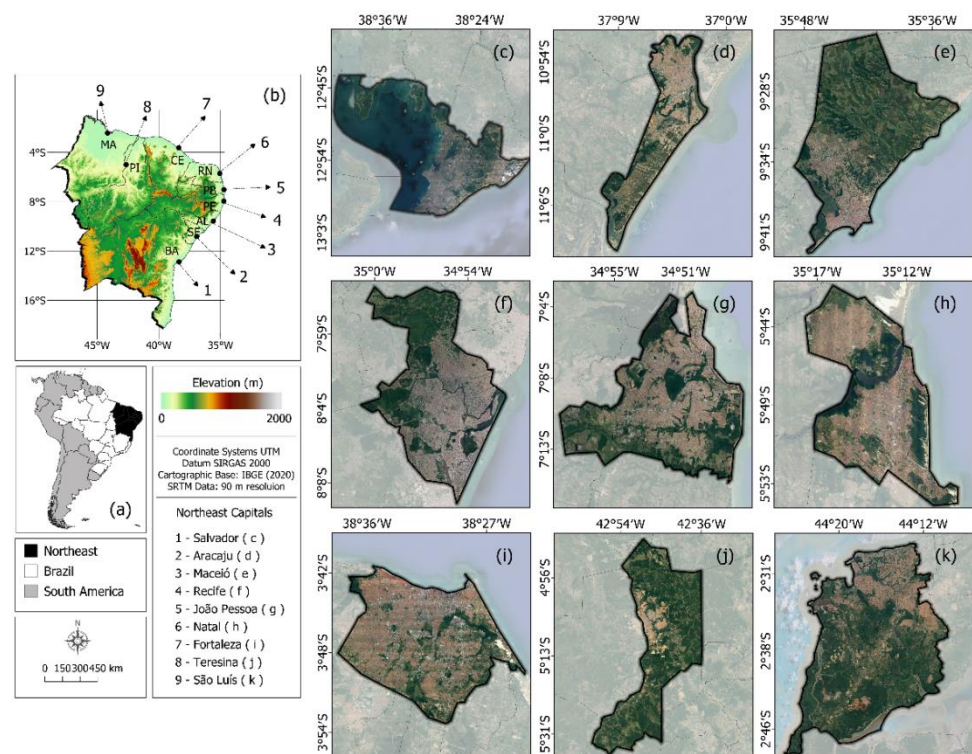 38°36'W 38°24'W
12°45'S
12°54'S
13°3'S
(c)
37°9'W 37°0'W
10°54'S
11°0'S
11°6'S
(d)
35°48'W 35°36'W
9°28'S
9°34'S
9°41'S
(e)
9 8 7
(b)
6
5
4
3
2
1
MA
PI
CE
RN
PB
PE
AL
SE
BA
4°S
8°S
12°S
16°S
45°W 40°W 35°W
35°0'W 34°54'W
7°59'S
8°4'S
8°8'S
(f)
34°55'W 34°51'W
7°4'S
7°8'S
7°13'S
(g)
35°17'W 35°12'W
5°44'S
5°49'S
5°53'S
(h)
(a)
Northeast
Brazil
South America
N
0 150300450 km
Elevation (m)
0 2000
Coordinate Systems UTM
Datum SIRGAS 2000
Cartographic Base: IBGE (2020)
SRTM Data: 90 m resoluion
Northeast Capitals
1 - Salvador ( c )
2 - Aracaju ( d )
3 - Maceió ( e )
4 - Recife ( f )
5 - João Pessoa ( g )
6 - Natal ( h )
7 - Fortaleza ( i )
8 - Teresina ( j )
9 - São Luís ( k )
38°36'W 38°27'W
3°42'S
3°48'S
3°54'S
(i)
42°54'W 42°36'W
4°56'S
5°13'S
5°31'S
(j)
44°20'W 44°12'W
2°31'S
2°38'S
2°46'S
(k)